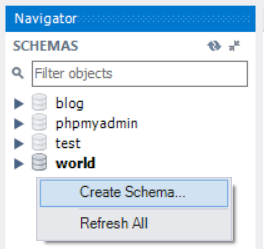 Navigator
SCHEMAS
Filter objects
blog
phpmyadmin
test
world
Create Schema...
Refresh All